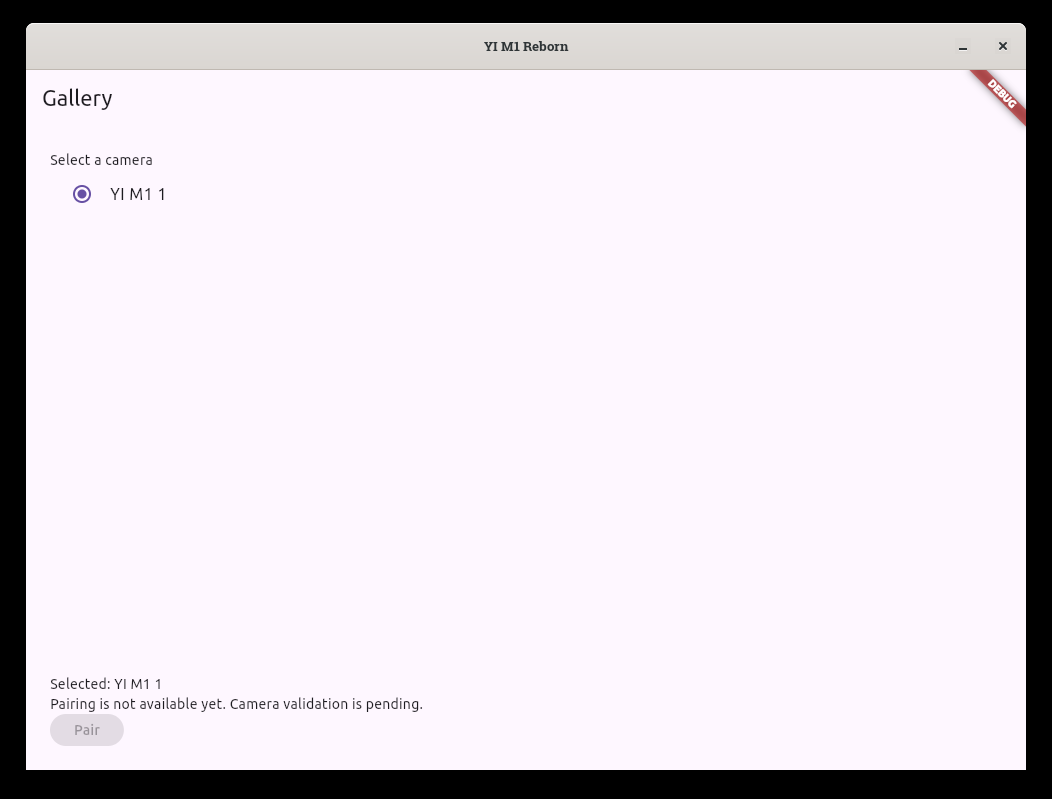 YI M1 Reborn
DEBUG
Gallery
Select a camera
YI M1 1
Selected: YI M1 1
Pairing is not available yet. Camera validation is pending.
Pair